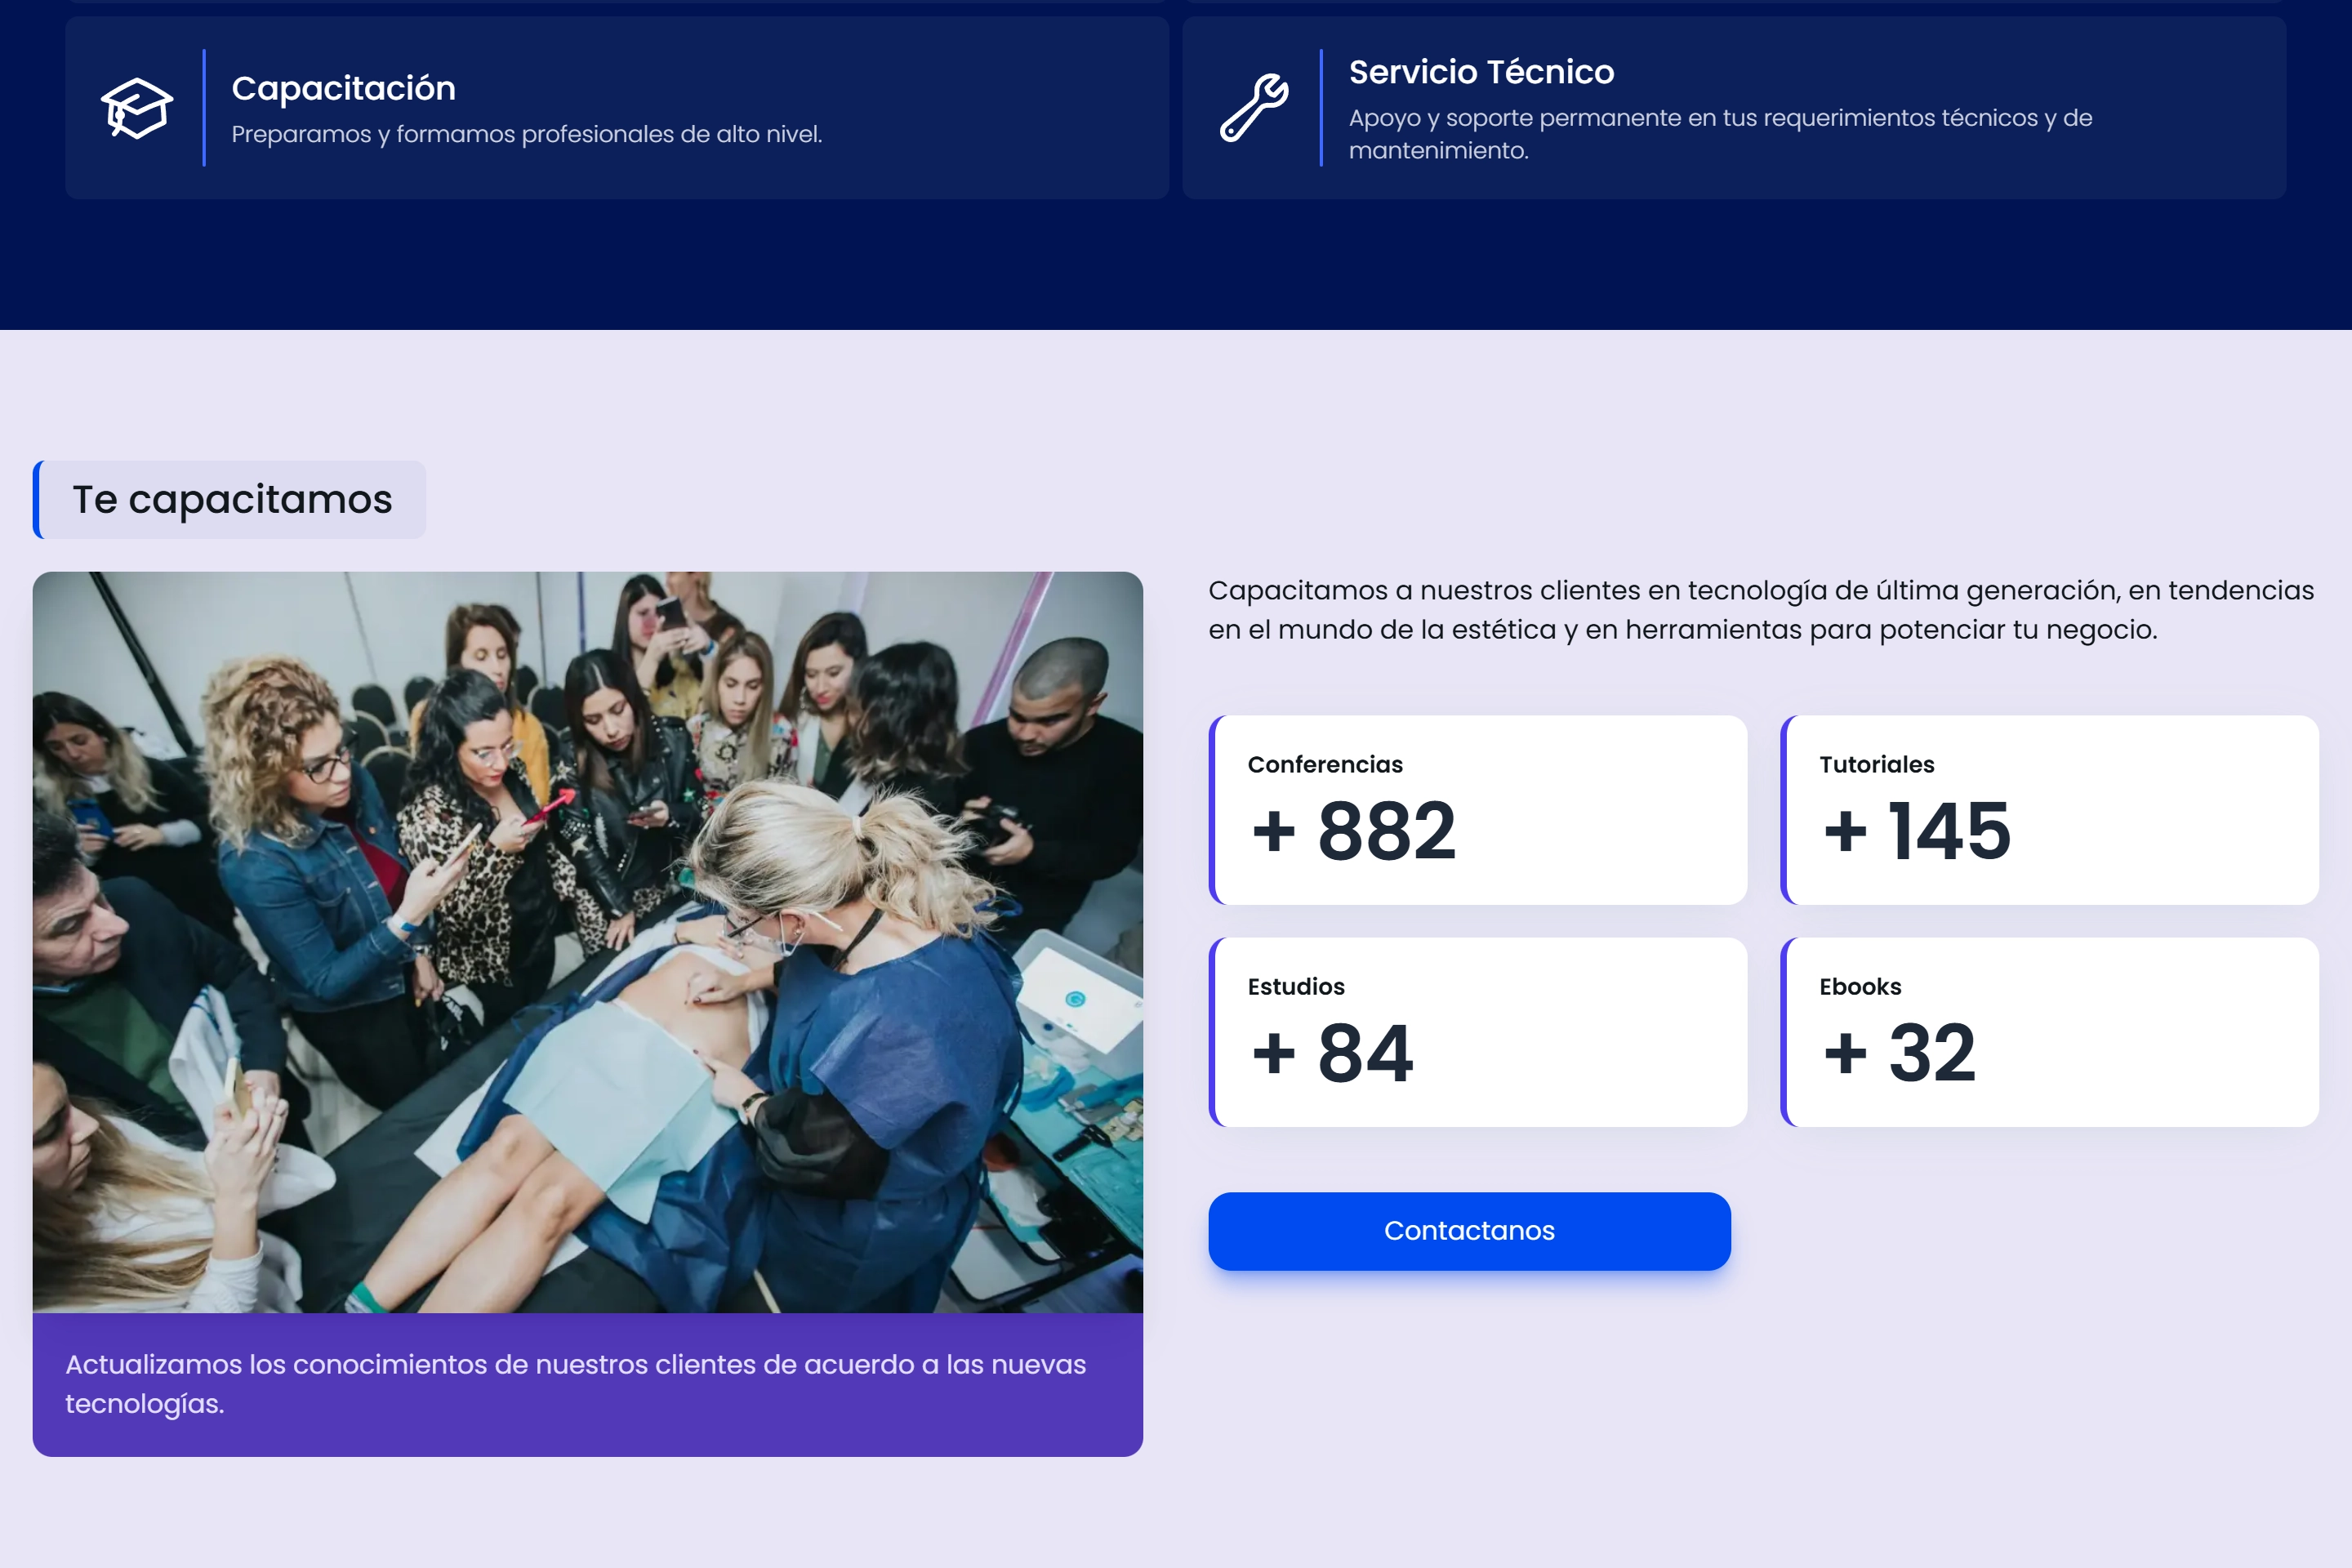 Capacitación
Preparamos y formamos profesionales de alto nivel.
Servicio Técnico
Apoyo y soporte permanente en tus requerimientos técnicos y de
mantenimiento.
Te capacitamos
Capacitamos a nuestros clientes en tecnología de última generación, en tendencias
en el mundo de la estética y en herramientas para potenciar tu negocio.
Conferencias
+ 882
Tutoriales
+ 145
Estudios
+ 84
Ebooks
+ 32
Contactanos
Actualizamos los conocimientos de nuestros clientes de acuerdo a las nuevas
tecnologías.